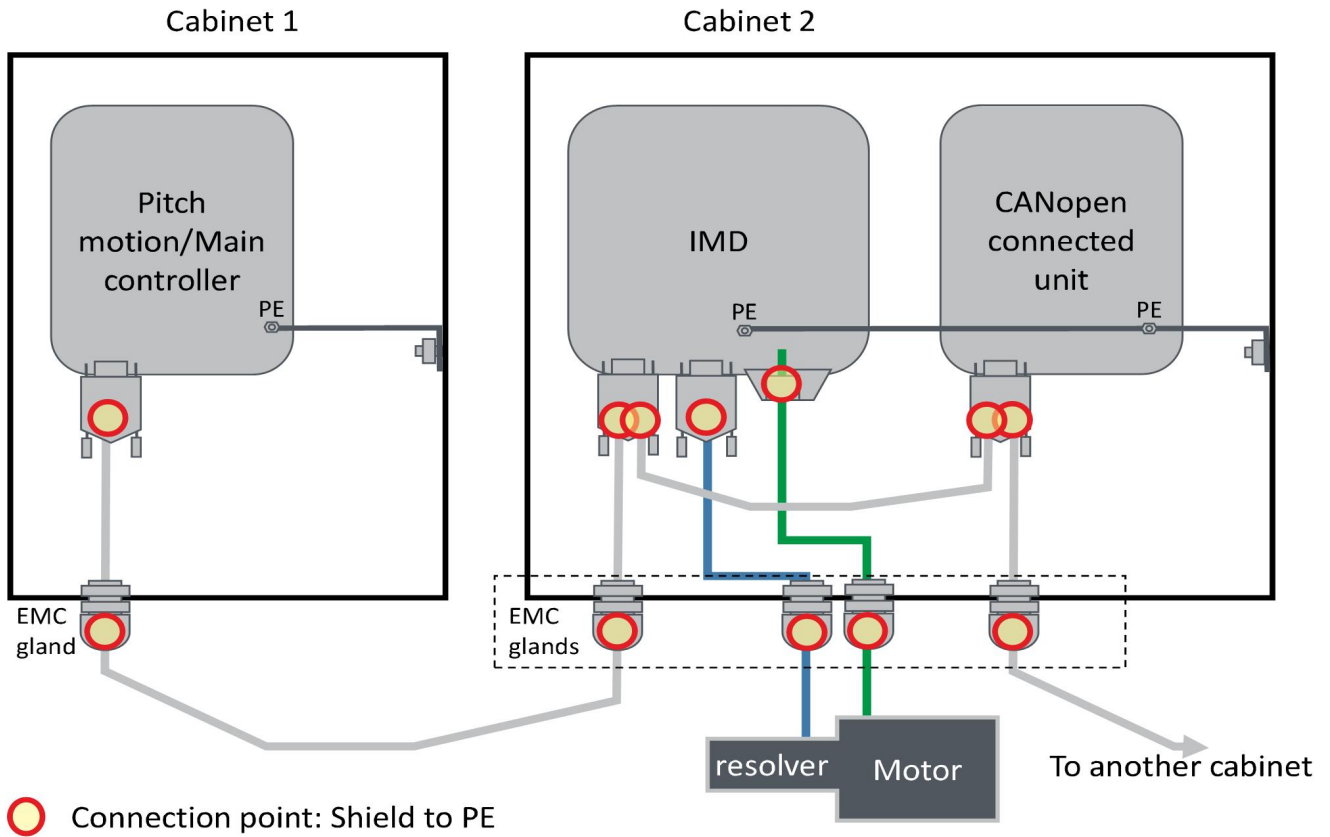 Cabinet 1
Cabinet 2
Pitch
motion/Main
controller
PE
IMD
PE
CANopen
connected
unit
PE
EMC
gland
EMC
glands
resolver
Motor
To another cabinet
Connection point: Shield to PE